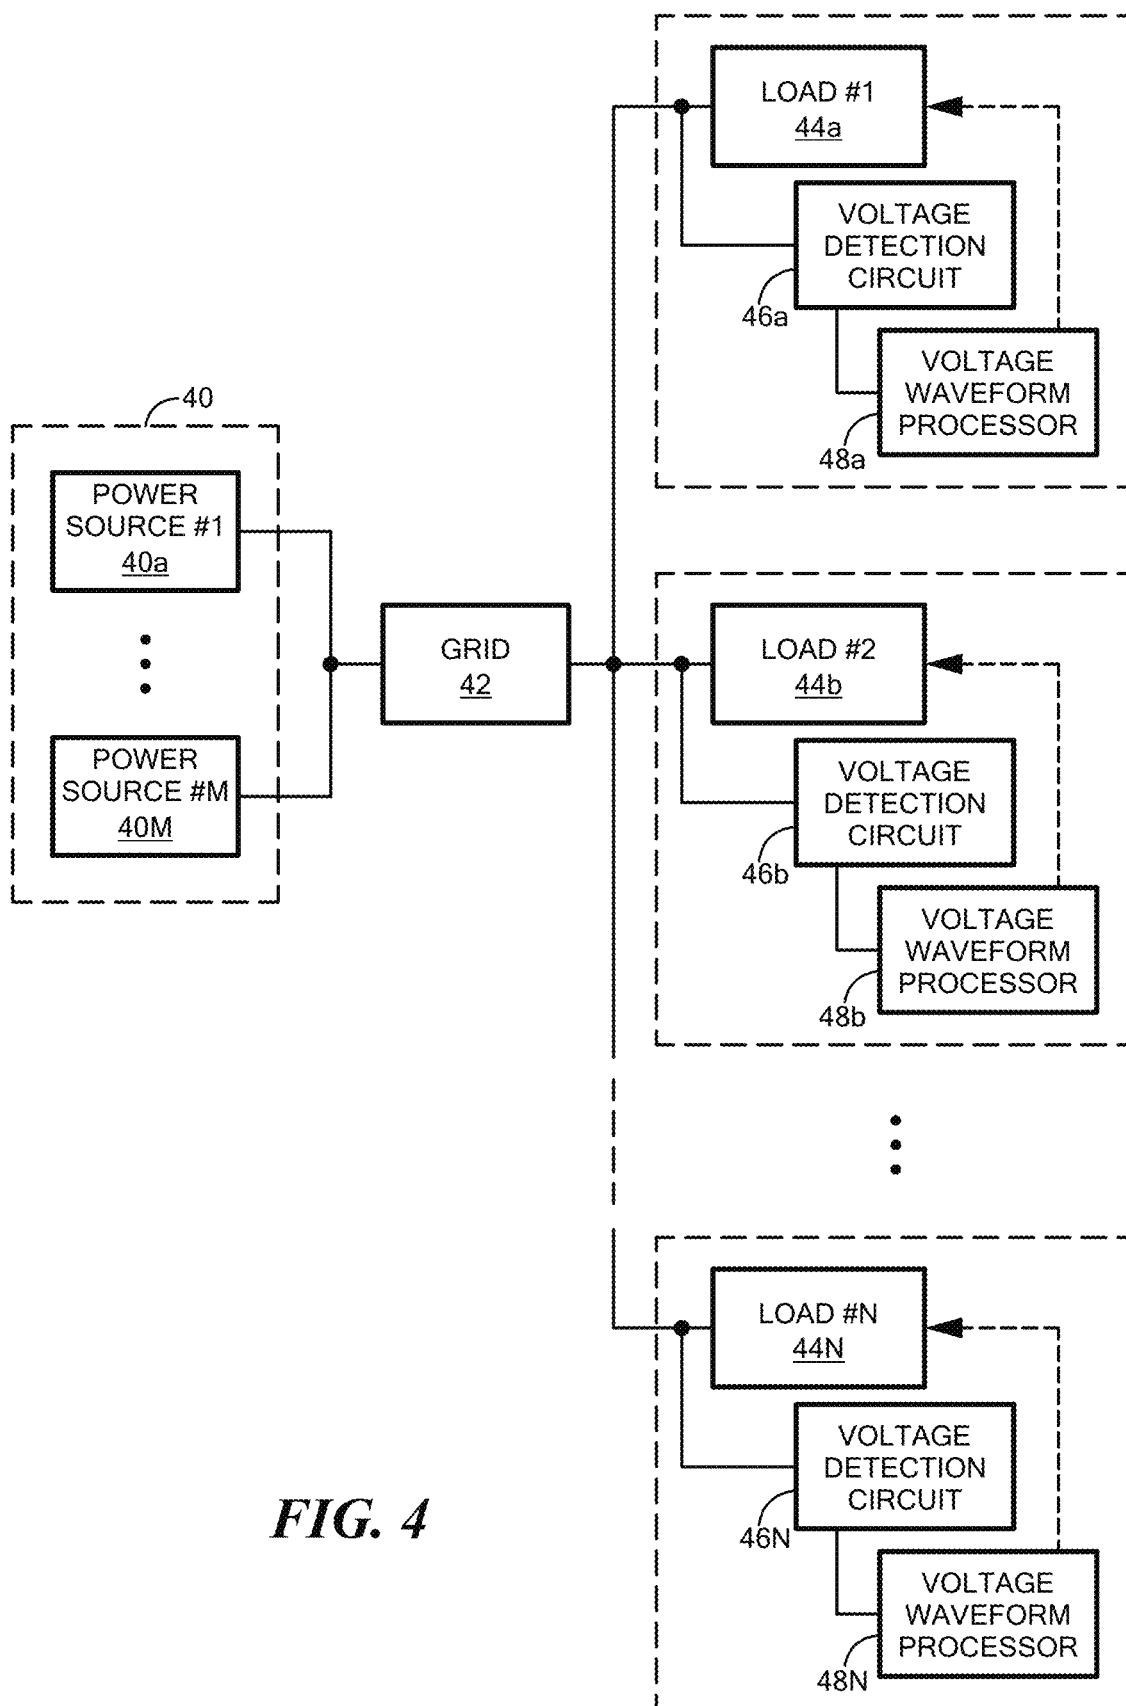 LOAD #1
44a
VOLTAGE
DETECTION
CIRCUIT
46a
VOLTAGE
WAVEFORM
PROCESSOR
48a
40
POWER
SOURCE #1
40a
POWER
SOURCE #M
40M
GRID
42
LOAD #2
44b
VOLTAGE
DETECTION
CIRCUIT
46b
VOLTAGE
WAVEFORM
PROCESSOR
48b
LOAD #N
44N
VOLTAGE
DETECTION
CIRCUIT
46N
VOLTAGE
WAVEFORM
PROCESSOR
48N
FIG. 4